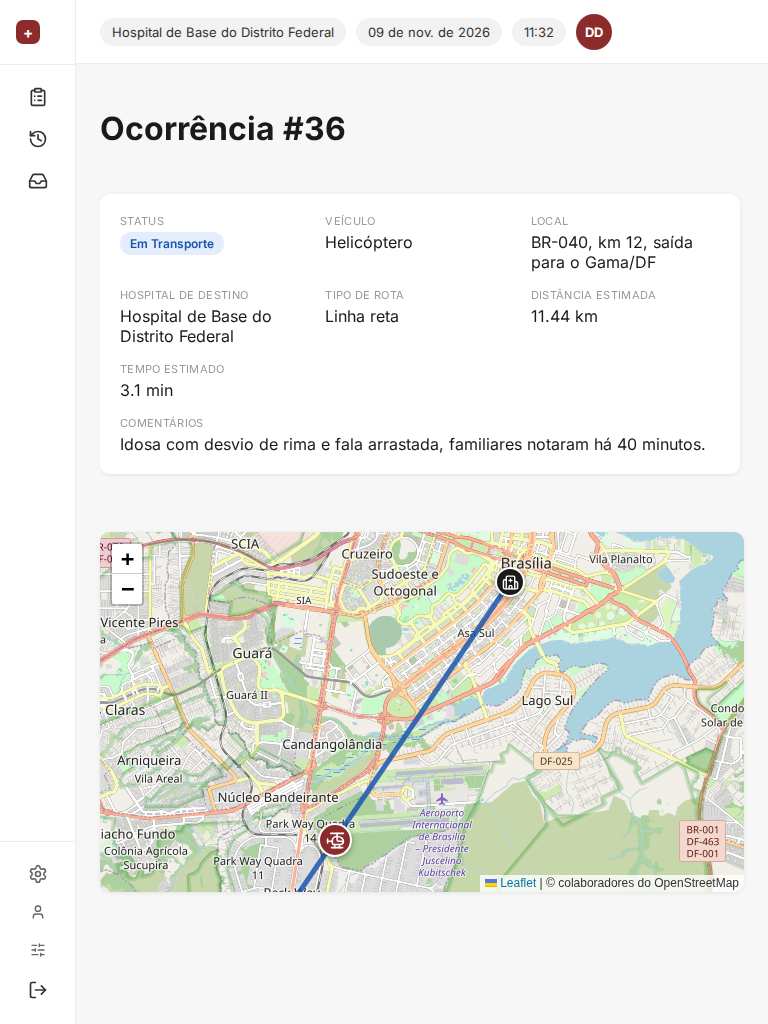 +
Hospital de Base do Distrito Federal
09 de nov. de 2026
11:32
DD
Ocorrência #36
STATUS
Em Transporte
VEÍCULO
Helicóptero
LOCAL
BR-040, km 12, saída
para o Gama/DF
HOSPITAL DE DESTINO
Hospital de Base do
Distrito Federal
TIPO DE ROTA
Linha reta
DISTÂNCIA ESTIMADA
11.44 km
TEMPO ESTIMADO
3.1 min
COMENTÁRIOS
Idosa com desvio de rima e fala arrastada, familiares notaram há 40 minutos.
+
−
SCIA
Cruzeiro
Sudoeste e
Octogonal
Brasília
Vila Planalto
SIA
Vicente Pires
Asa Sul
Guará
Guará II
Claras
Lago Sul
Condo
Solar de
Candangolândia
Arniqueira
Vila Areal
DF-025
Núcleo Bandeirante
Aeroporto
Internacional
de Brasília
– Presidente
Juscelino
Kubitschek
Park Way Quadra
14
iacho Fundo
Colônia Agrícola
Sucupira
Park Way Quadra
11
BR-001
DF-463
DF-001
Leaflet | © colaboradores do OpenStreetMap